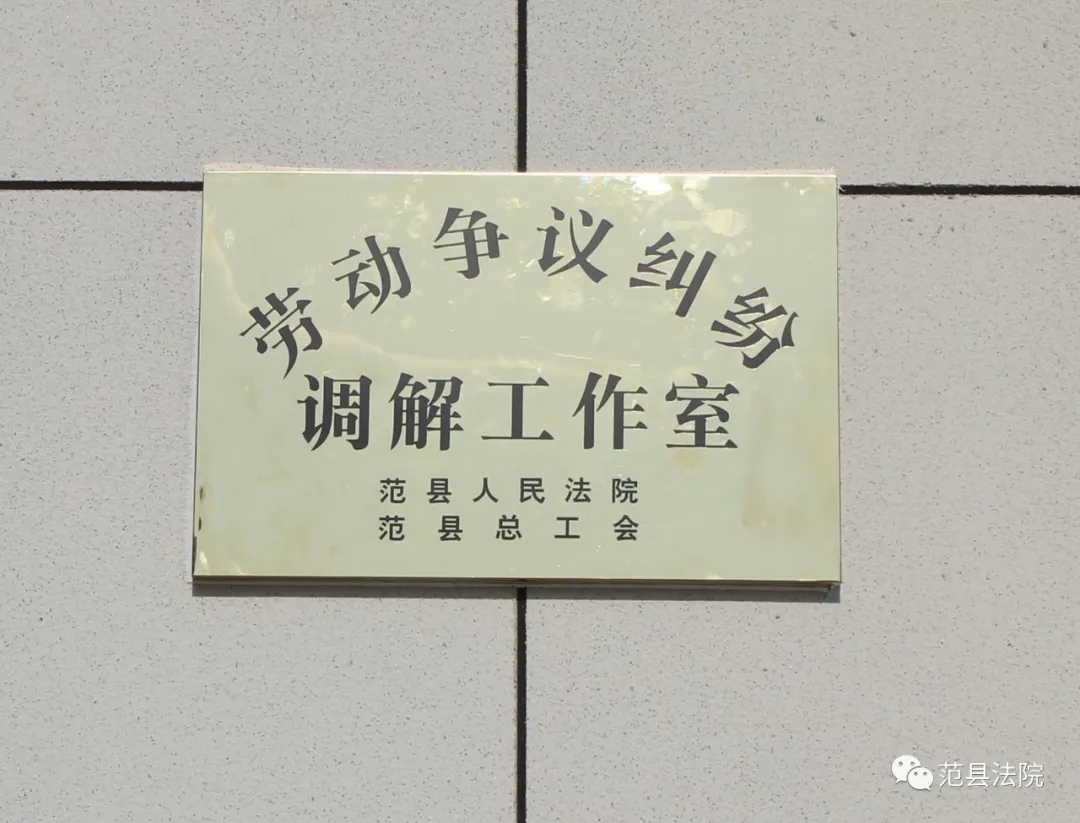 劳动争议纠纷
调解工作室
范县人民法院
范县总工会
范县法院